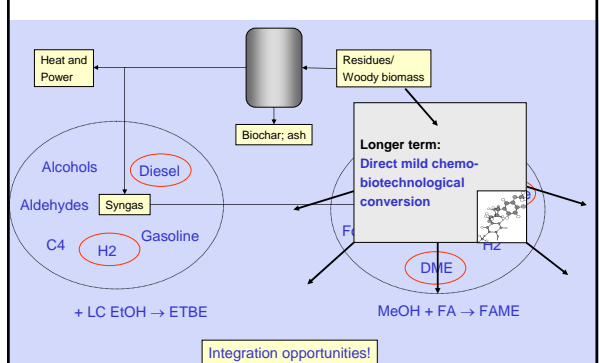 Heat and
Power
Residues/
Woody biomass
Biochar; ash
Longer term:
Direct mild chemo-
biotechnological
conversion
Alcohols
Diesel
Aldehydes
Syngas
C4
H2
Gasoline
H2
DME
+ LC EtOH → ETBE
MeOH + FA → FAME
Integration opportunities!